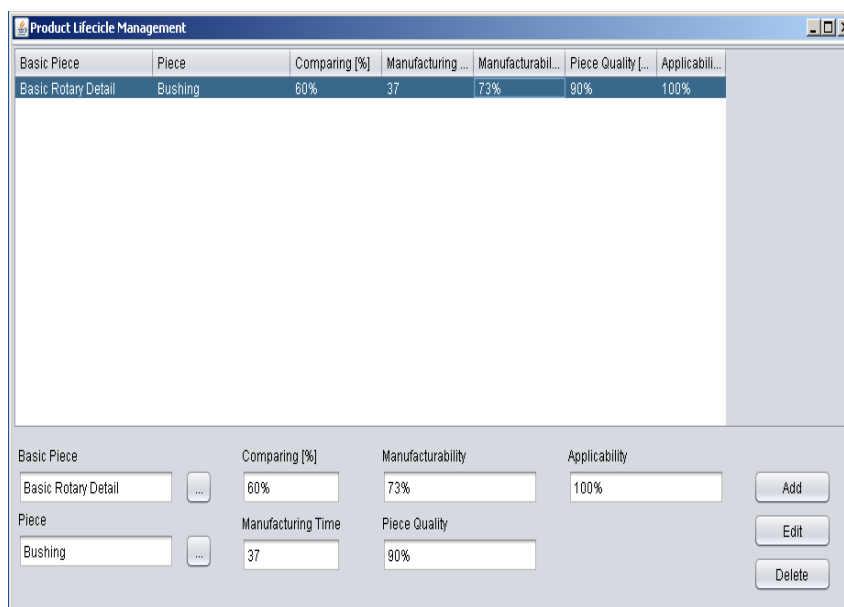 Product Lifecicle Management
Basic Piece Piece Comparing [%] Manufacturing ... Manufacturabil... Piece Quality [... Applicabili...
Basic Rotary Detail Bushing 60% 37 73% 90% 100%
Basic Piece Comparing [%] Manufacturability Applicability
Basic Rotary Detail ... 60% 73% 100% Add
Piece Manufacturing Time Piece Quality Edit
Bushing ... 37 90%
Delete